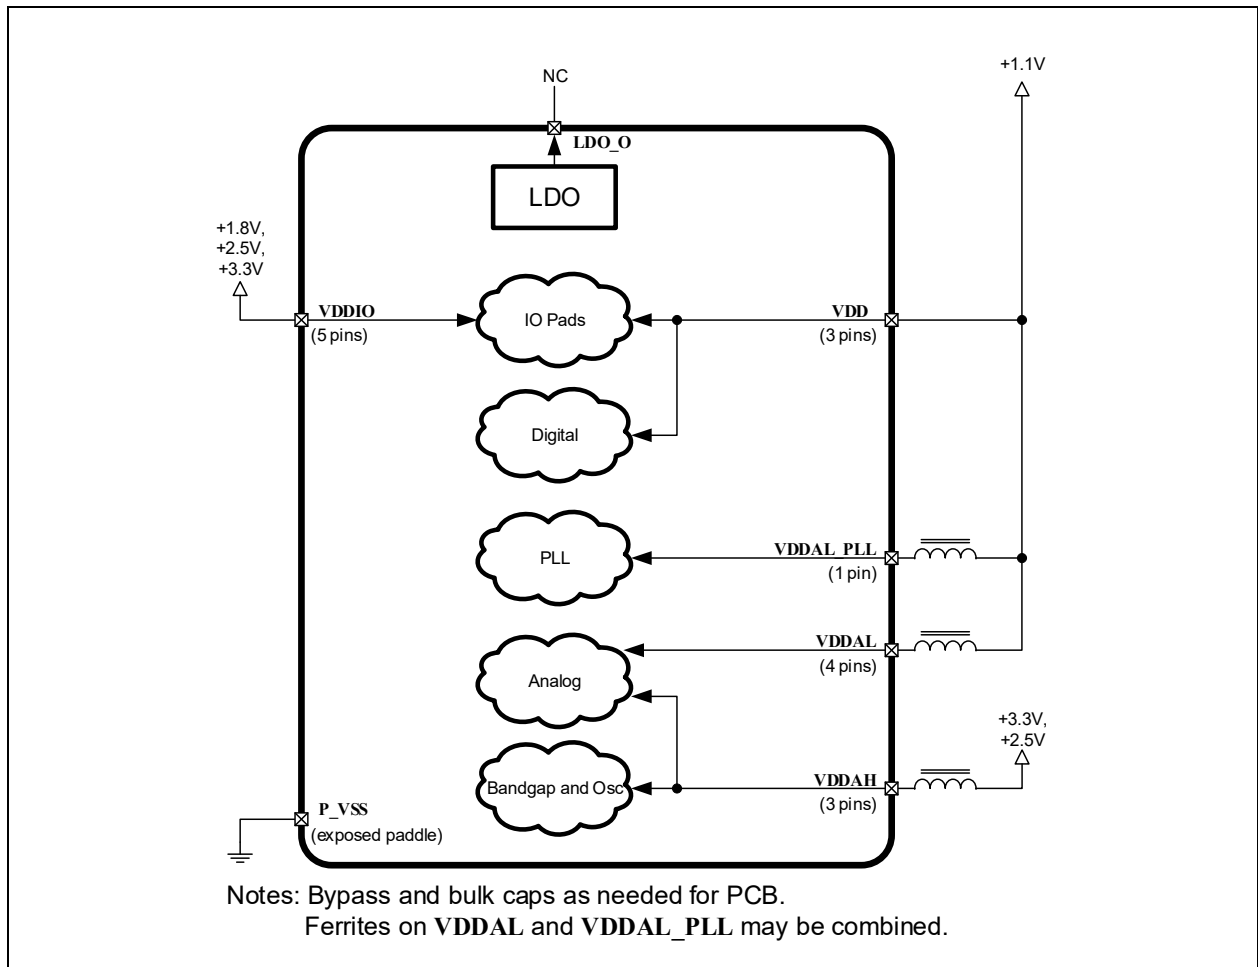 NC
+1.1V
LDO_O
LDO
+1.8V,
+2.5V,
+3.3V
VDDIO
(5 pins)
IO Pads
VDD
(3 pins)
Digital
PLL
VDDAL_PLL
(1 pin)
Analog
VDDAL
(4 pins)
+3.3V,
+2.5V
Bandgap and Osc
VDDAH
(3 pins)
P_VSS
(exposed paddle)
Notes: Bypass and bulk caps as needed for PCB.
Ferrites on VDDAL and VDDAL_PLL may be combined.